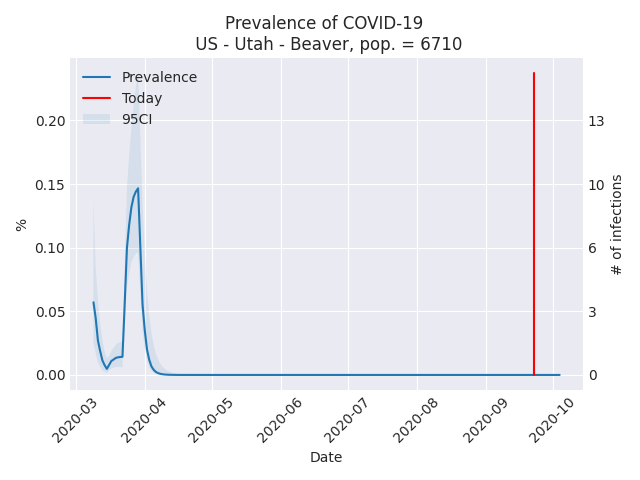 Prevalence of COVID-19
US - Utah - Beaver, pop. = 6710
Prevalence
Today
95CI
%
0.20
0.15
0.10
0.05
0.00
13
10
6
3
0
# of infections
2020-03
2020-04
2020-05
2020-06
2020-07
2020-08
2020-09
2020-10
Date